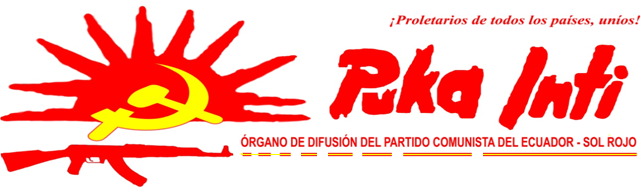 ¡Proletarios de todos los países, uníos!
Puka Inti
ÓRGANO DE DIFUSIÓN DEL PARTIDO COMUNISTA DEL ECUADOR - SOL ROJO